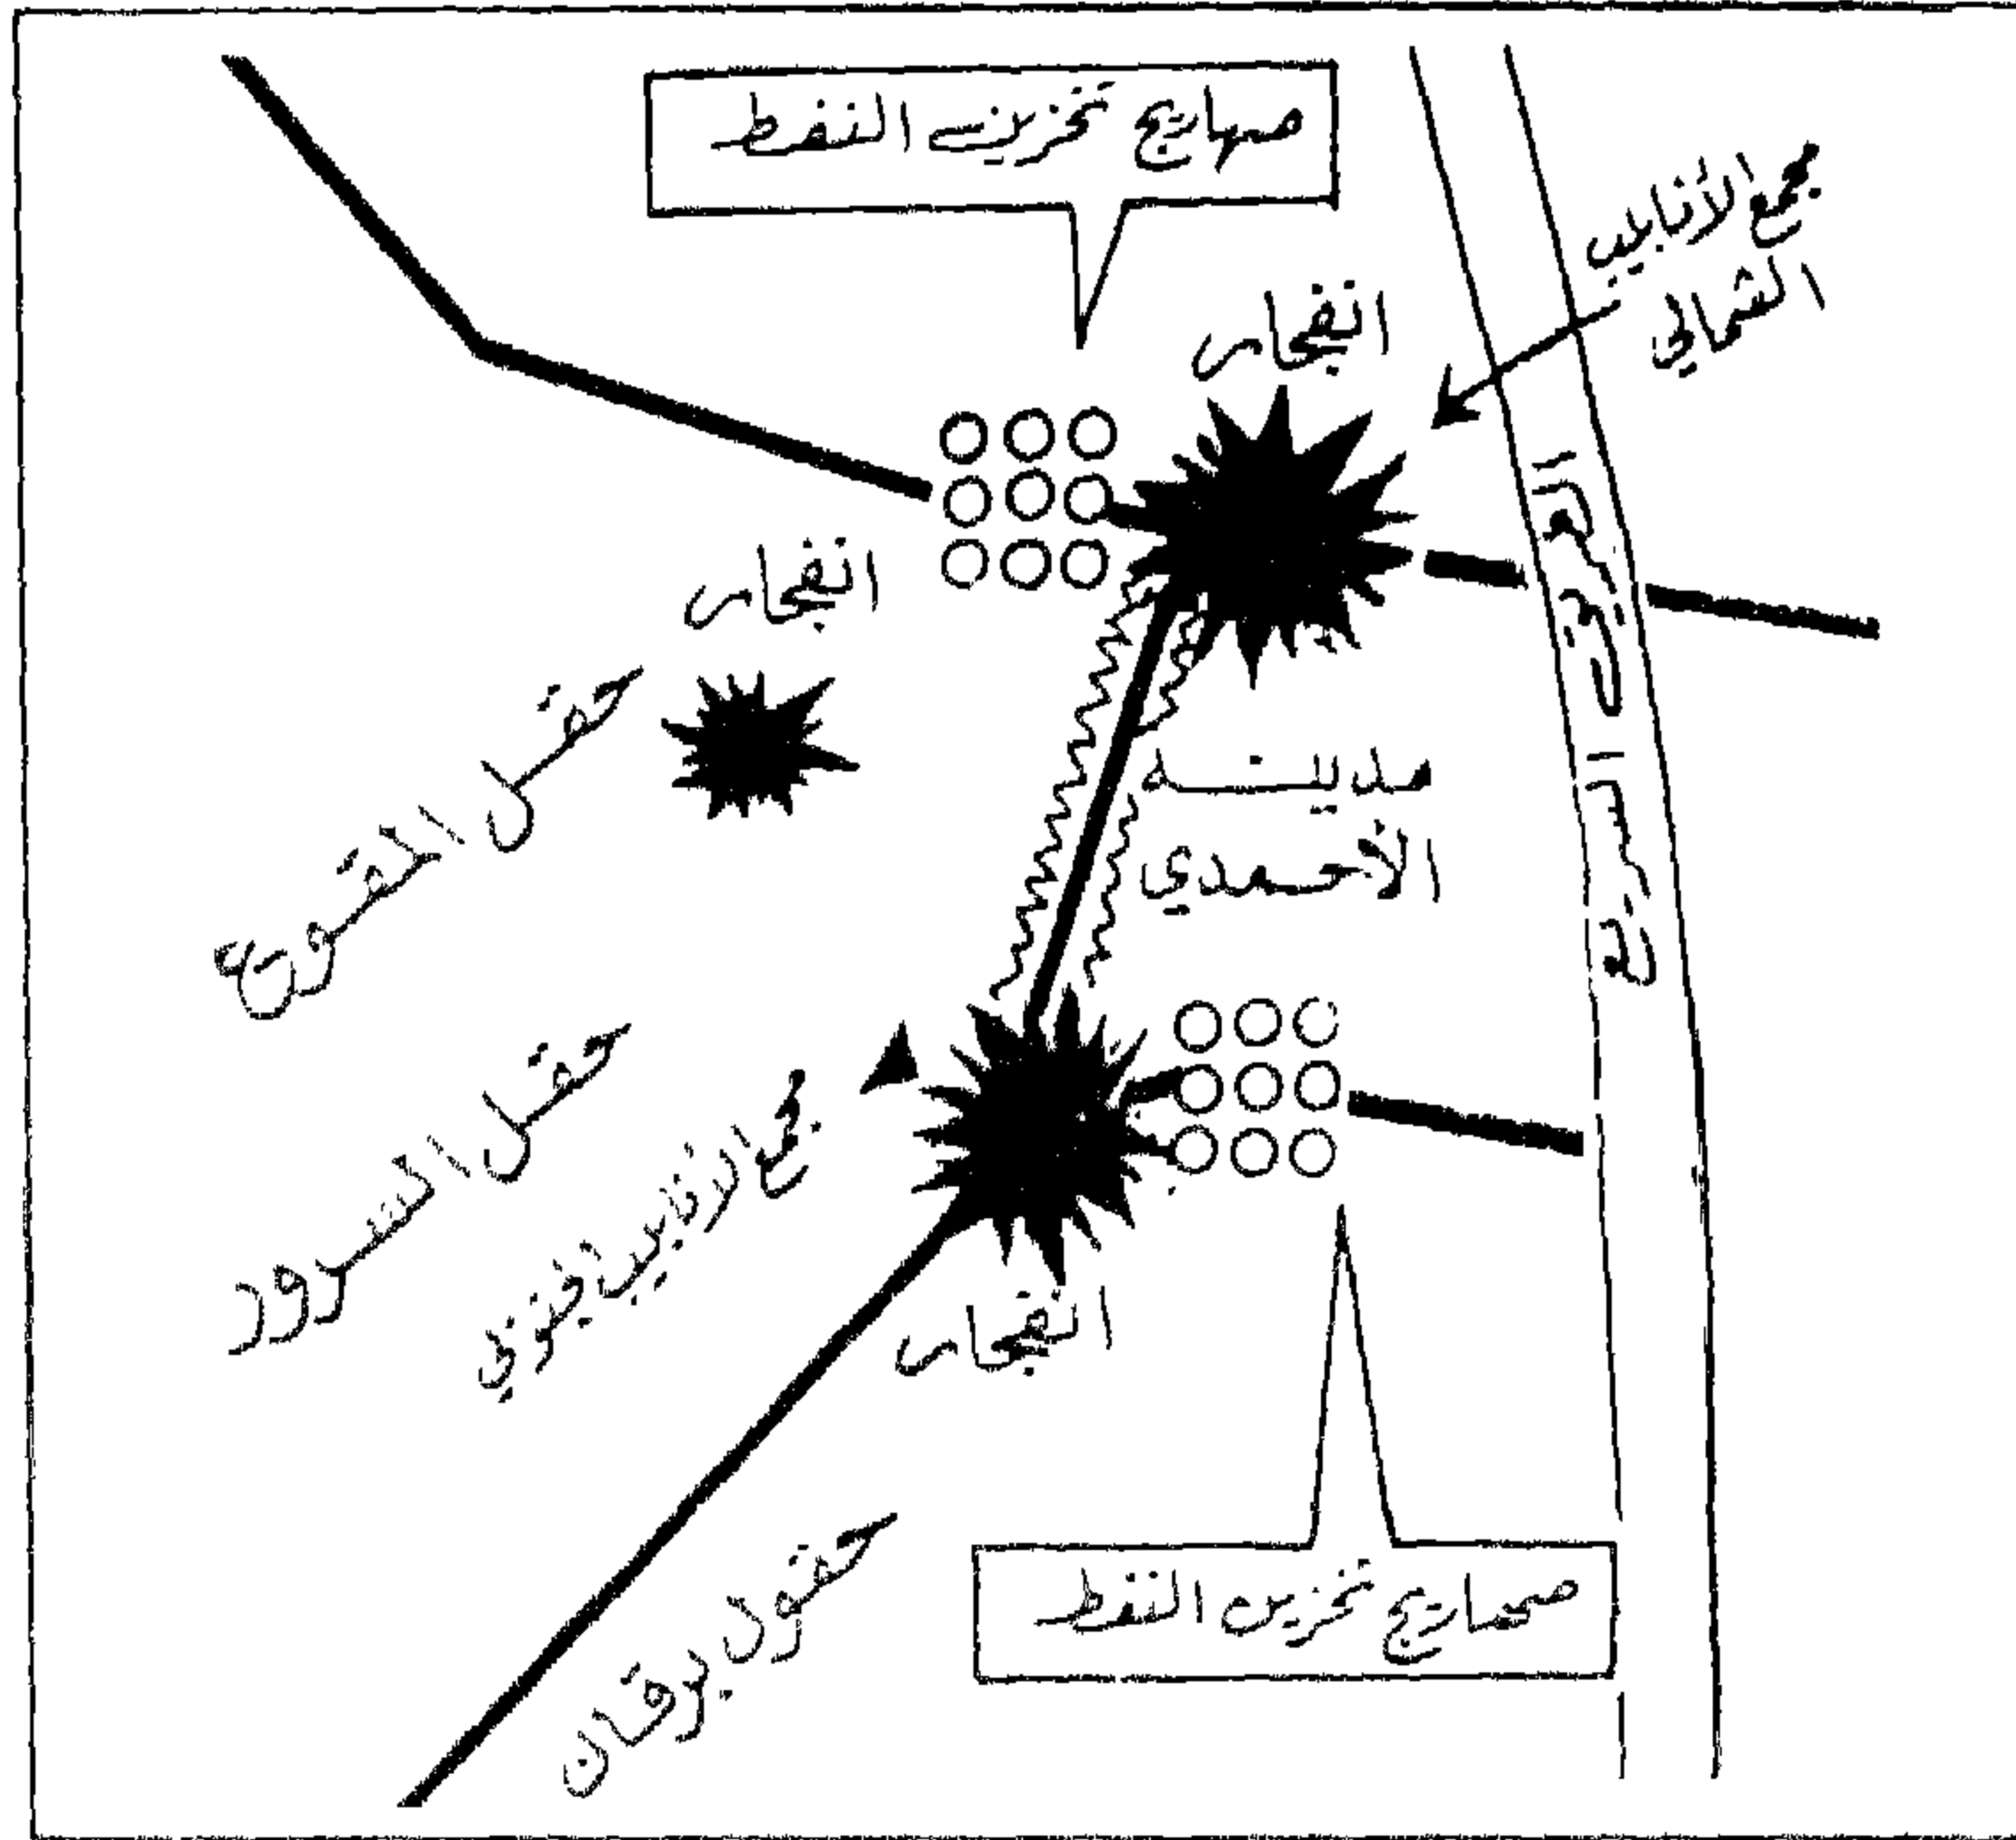 صهاريج تخزين النفط
مجمع الأنابيب
الشمالي
انفجار
انفجار
حقل المقوع
مدينه
الأحمدي
حقل السرور
مجمع الأنابيب الجنوبي
انفجار
حقول برقان
صهاريج تخزين النفط